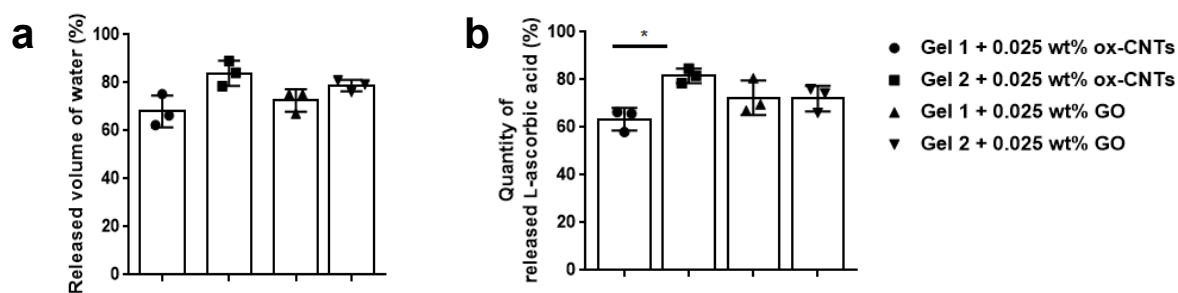 a
Released volume of water (%)
100
80
60
40
20
0
b
Quantity of
released L-ascorbic acid (%)
100
80
60
40
20
0
*
Gel 1 + 0.025 wt% ox-CNTs
Gel 2 + 0.025 wt% ox-CNTs
Gel 1 + 0.025 wt% GO
Gel 2 + 0.025 wt% GO